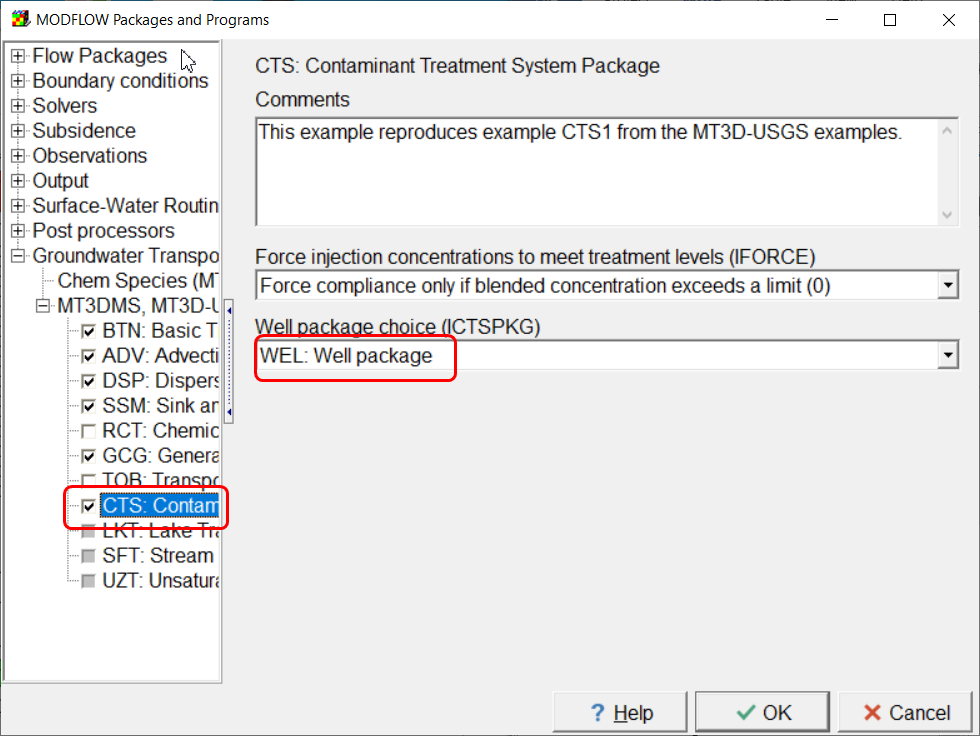 MODFLOW Packages and Programs
Flow Packages
Boundary conditions
Solvers
Subsidence
Observations
Output
Surface-Water Routin
Post processors
Groundwater Transpo
Chem Species (MT
MT3DMS, MT3D-U
BTN: Basic T
ADV: Advecti
DSP: Dispers
SSM: Sink an
RCT: Chemic
GCG: Genera
TOB: Transpo
CTS: Contam
LKT: Lake Tra
SFT: Stream
UZT: Unsatura
CTS: Contaminant Treatment System Package
Comments
This example reproduces example CTS1 from the MT3D-USGS examples.
Force injection concentrations to meet treatment levels (IFORCE)
Force compliance only if blended concentration exceeds a limit (0)
Well package choice (ICTSPKG)
WEL: Well package
? Help
OK
Cancel